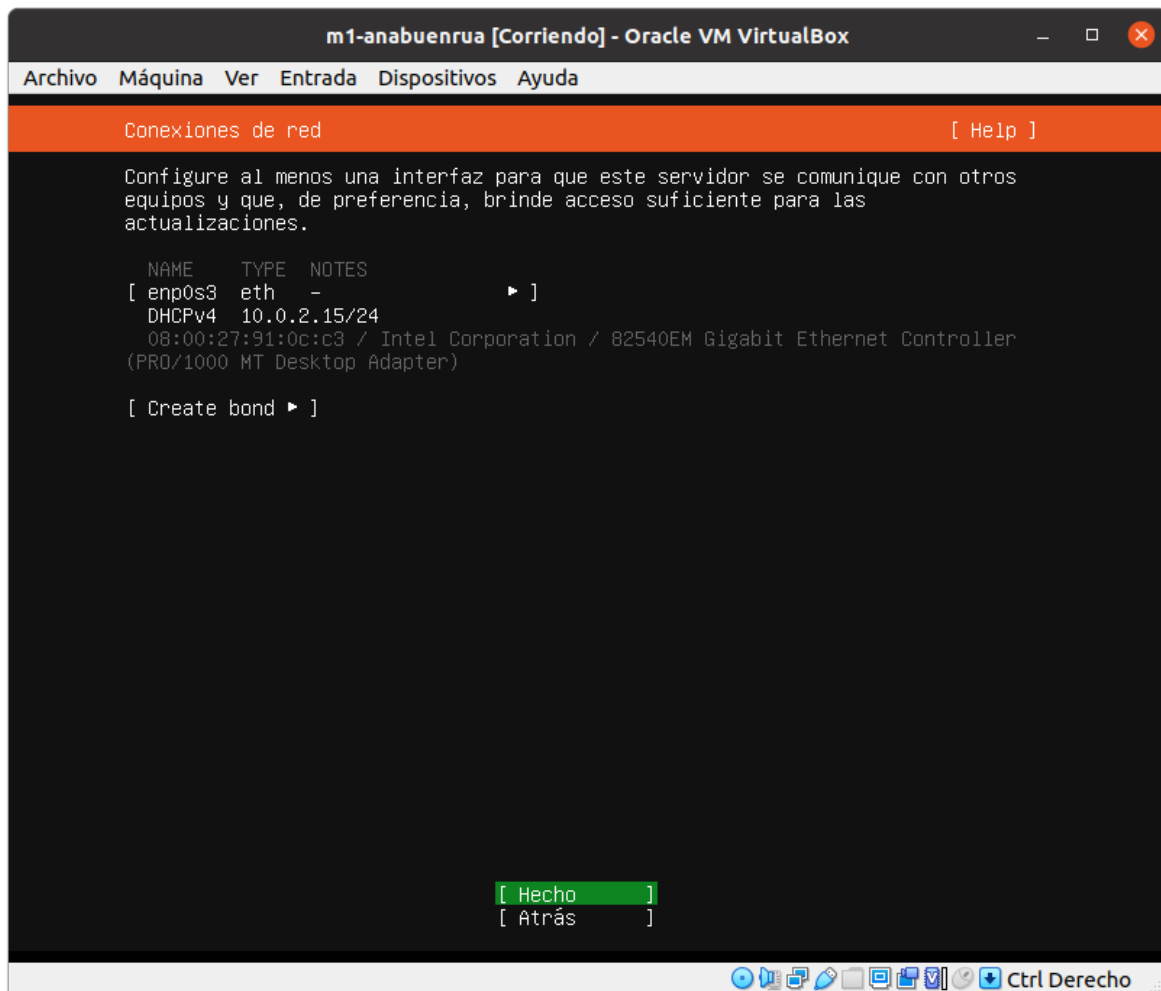 m1-anabuenrua [Corriendo] - Oracle VM VirtualBox
Archivo Máquina Ver Entrada Dispositivos Ayuda
Conexiones de red [ Help ]
Configure al menos una interfaz para que este servidor se comunique con otros
equipos y que, de preferencia, brinde acceso suficiente para las
actualizaciones.
NAME TYPE NOTES
[ enp0s3 eth - ▸ ]
DHCPv4 10.0.2.15/24
08:00:27:91:0c:c3 / Intel Corporation / 82540EM Gigabit Ethernet Controller
(PRO/1000 MT Desktop Adapter)
[ Create bond ▸ ]
[ Hecho ]
[ Atrás ]
Ctrl Derecho